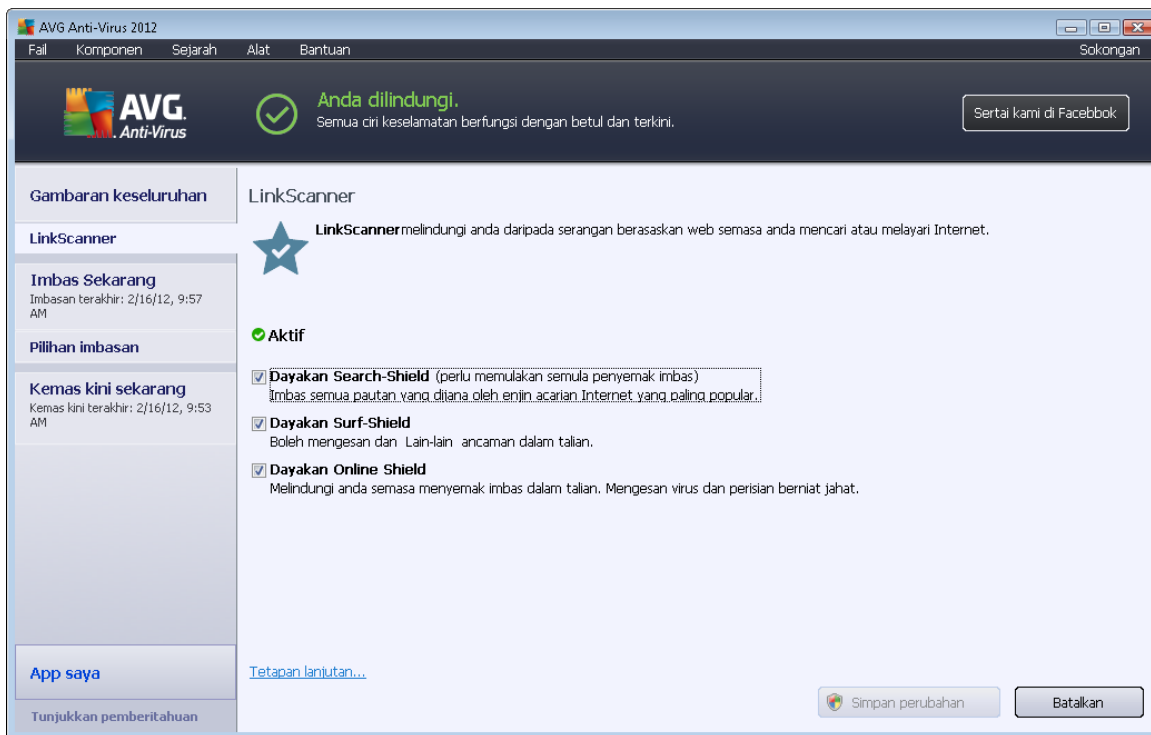 AVG Anti-Virus 2012
Fail Komponen Sejarah Alat Bantuan Sokongan
AVG.
Anti-Virus
Anda dilindungi.
Semua ciri keselamatan berfungsi dengan betul dan terkini.
Sertai kami di Facebbok
Gambaran keseluruhan
LinkScanner
Imbas Sekarang
Imbasan terakhir: 2/16/12, 9:57
AM
Pilihan imbasan
Kemas kini sekarang
Kemas kini terakhir: 2/16/12, 9:53
AM
App saya
Tunjukkan pemberitahuan
LinkScanner
LinkScanner melindungi anda daripada serangan berasaskan web semasa anda mencari atau melayari Internet.
Aktif
Dayakan Search-Shield (perlu memulakan semula penyemak imbas)
Imbas semua pautan yang dijana oleh enjin acarian Internet yang paling popular.
Dayakan Surf-Shield
Boleh mengesan dan Lain-lain ancaman dalam talian.
Dayakan Online Shield
Melindungi anda semasa menyemak imbas dalam talian. Mengesan virus dan perisian berniat jahat.
Tetapan lanjutan...
Simpan perubahan
Batalkan